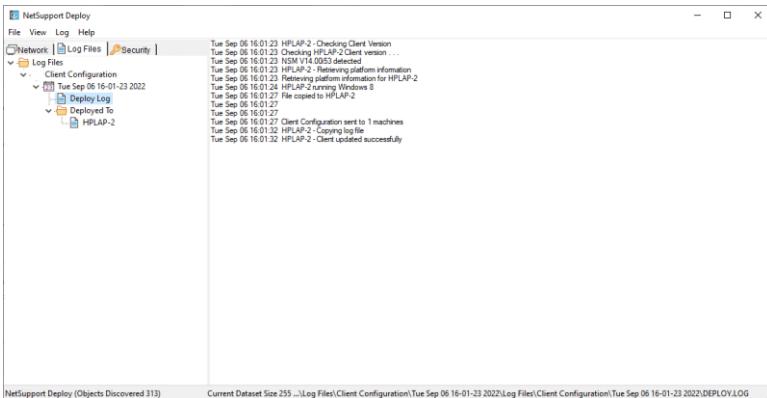 NetSupport Deploy
File View Log Help
Network Log Files Security
Log Files
Client Configuration
Tue Sep 06 16-01-23 2022
Deploy Log
Deployed To
HPLAP-2
Tue Sep 06 16:01:23 HPLAP-2 - Checking Client Version
Tue Sep 06 16:01:23 Checking HPLAP-2 Client version . . .
Tue Sep 06 16:01:23 NSM V14.00i53 detected
Tue Sep 06 16:01:23 HPLAP-2 - Retrieving platform information
Tue Sep 06 16:01:23 Retrieving platform information for HPLAP-2
Tue Sep 06 16:01:24 HPLAP-2 running Windows 8
Tue Sep 06 16:01:27 File copied to HPLAP-2
Tue Sep 06 16:01:27
Tue Sep 06 16:01:27
Tue Sep 06 16:01:27 Client Configuration sent to 1 machines
Tue Sep 06 16:01:32 HPLAP-2 - Copying log file
Tue Sep 06 16:01:32 HPLAP-2 - Client updated successfully
NetSupport Deploy (Objects Discovered 313)
Current Dataset Size 255 ...\Log Files\Client Configuration\Tue Sep 06 16-01-23 2022\Log Files\Client Configuration\Tue Sep 06 16-01-23 2022\DEPLOY.LOG